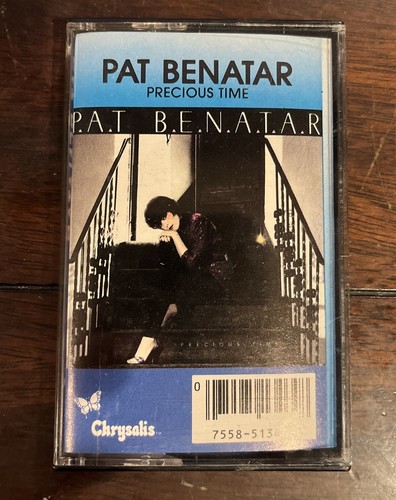 PAT BENATAR
PRECIOUS TIME
P.A.T B.E.N.A.T.A.R
PRECIOUS TIME
0
Chrysalis
7558-513